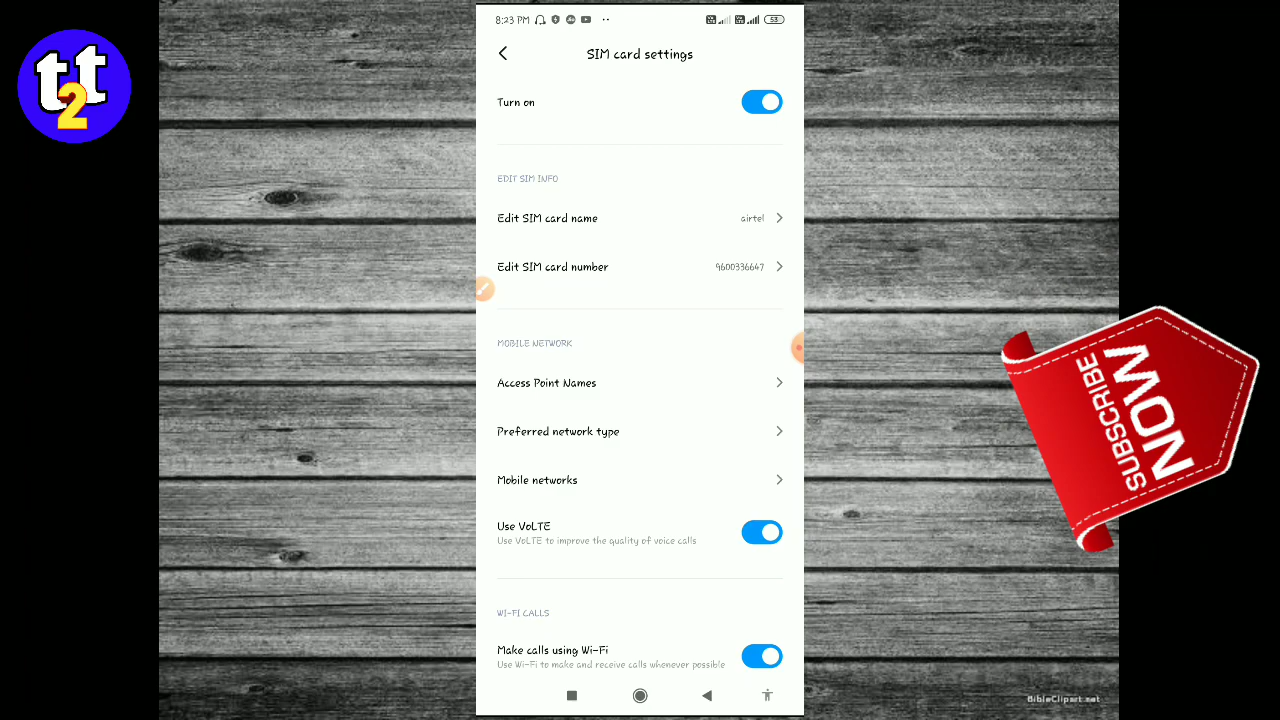 tt
2
8:23 PM
53
SIM card settings
Turn on
EDIT SIM INFO
Edit SIM card name airtel
Edit SIM card number 9600336647
MOBILE NETWORK
Access Point Names
Preferred network type
Mobile networks
Use VoLTE
Use VoLTE to improve the quality of voice calls
WI-FI CALLS
Make calls using Wi-Fi
Use Wi-Fi to make and receive calls whenever possible
SUBSCRIBE
NOW
BibleClipart.net